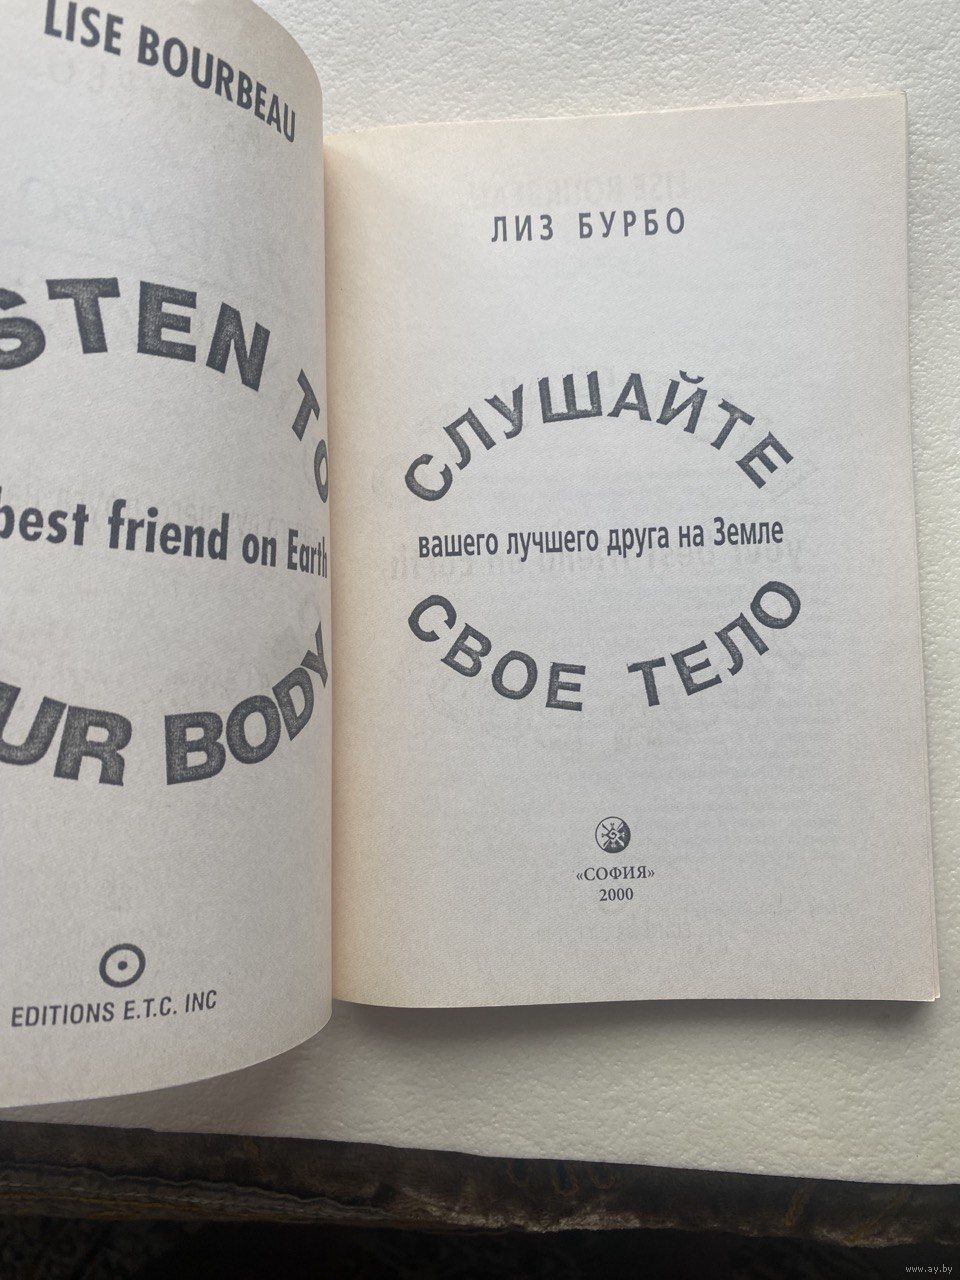 LISE BOURBEAU
STEN TO
best friend on Earth
UR BODY
EDITIONS E.T.C. INC
ЛИЗ БУРБО
СЛУШАЙТЕ
вашего лучшего друга на Земле
СВОЕ ТЕЛО
«СОФИЯ»
2000
www.ay.by